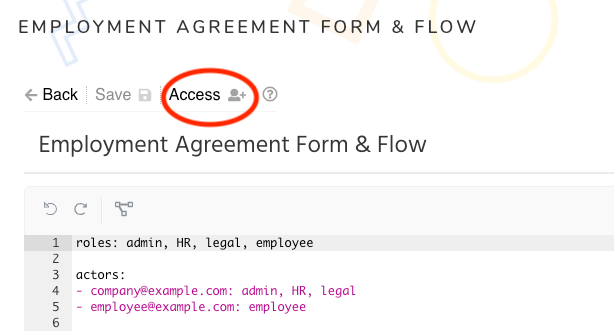 EMPLOYMENT AGREEMENT FORM & FLOW
Back Save Access
Employment Agreement Form & Flow
1 roles: admin, HR, legal, employee
2
3 actors:
4 - company@example.com: admin, HR, legal
5 - employee@example.com: employee
6